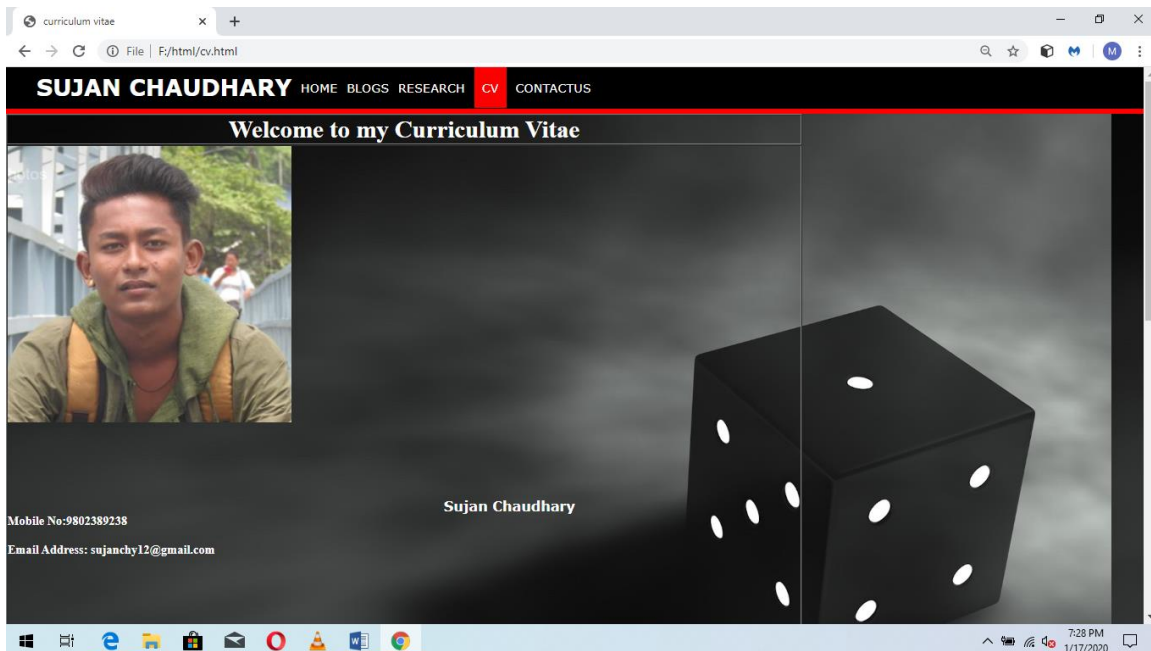 curriculum vitae
File | F:/html/cv.html
M
SUJAN CHAUDHARY HOME BLOGS RESEARCH CV CONTACTUS
Welcome to my Curriculum Vitae
Sujan Chaudhary
Mobile No:9802389238
Email Address: sujanchy12@gmail.com
7:28 PM
1/17/2020